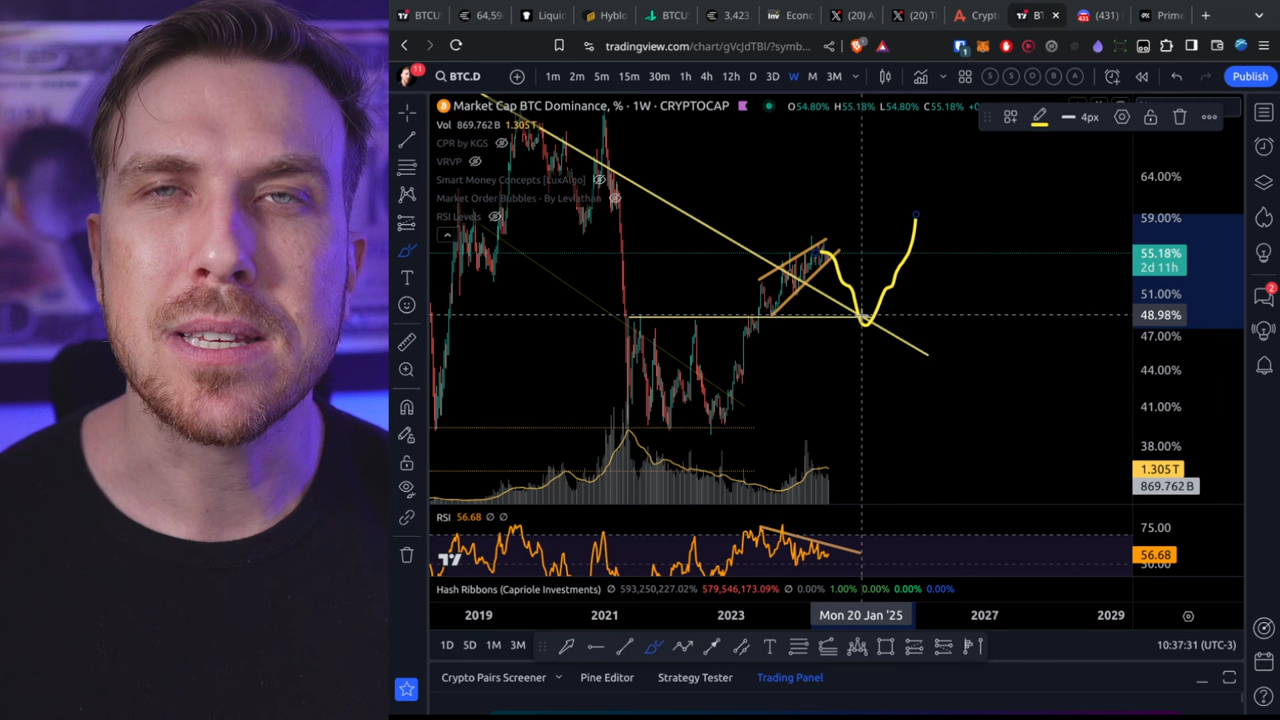 BTCU 64,59 Liquic Hyblo BTCU 3,423 inv Econ (20) A (20) T Crypt BT (431) PK Prime
tradingview.com/chart/gVcJdTBl/?symb...
11 BTC.D 1m 2m 5m 15m 30m 1h 4h 12h D 3D W M 3M S S O B A Publish
Market Cap BTC Dominance, % · 1W · CRYPTOCAP O54.80% H55.18% L54.80% C55.18%
4px
Vol 869.762 B 1.305 T
CPR by KGS
VRVP
Smart Money Concepts [LuxAlgo]
Market Order Bubbles - By Leviathan
RSI Levels
64.00%
59.00%
55.18%
2d 11h
51.00%
48.98%
47.00%
44.00%
41.00%
38.00%
1.305 T
869.762 B
RSI 56.68 ∅ ∅
75.00
56.68
50.00
Hash Ribbons (Capriole Investments) ∅ 593,250,227.02% 579,546,173.09% ∅ 0.00% 1.00% 0.00% 0.00% 0.00%
2019 2021 2023 Mon 20 Jan '25 2027 2029
1D 5D 1M 3M 10:37:31 (UTC-3)
Crypto Pairs Screener Pine Editor Strategy Tester Trading Panel